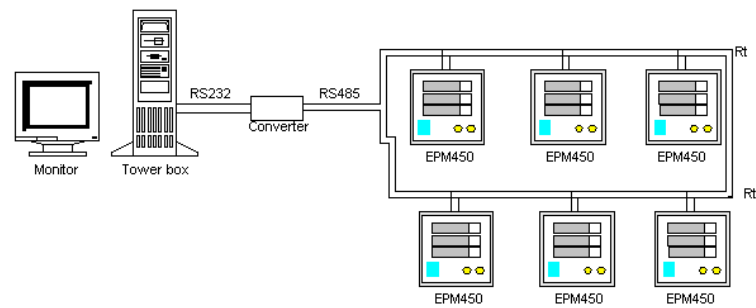 Rt
RS232
RS485
Converter
EPM450
EPM450
EPM450
Monitor
Tower box
Rt
EPM450
EPM450
EPM450